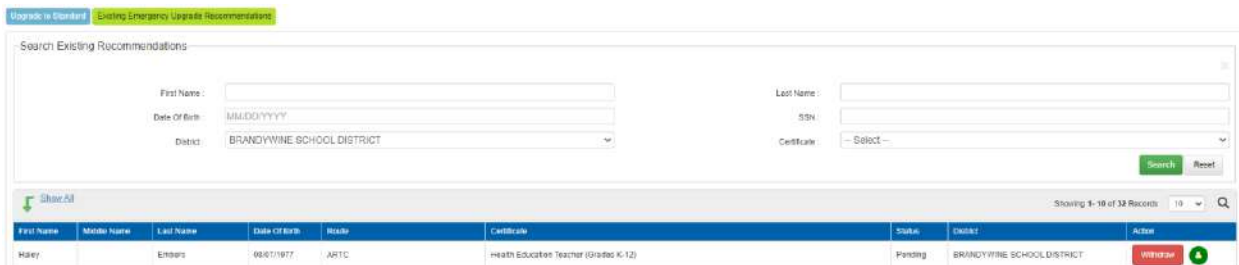 Upgrade to Standard Existing Emergency Upgrade Recommendations
Search Existing Recommendations
First Name : Last Name :
Date Of Birth MM/DD/YYYY SSN
District BRANDYWINE SCHOOL DISTRICT Certificate -- Select --
Search Reset
Show All Showing 1- 10 of 32 Records 10
First Name Middle Name Last Name Date Of Birth Route Certificate Status District Action
Haley Embers 08/07/1977 ARTC Health Education Teacher (Grades K-12) Pending BRANDYWINE SCHOOL DISTRICT Withdraw